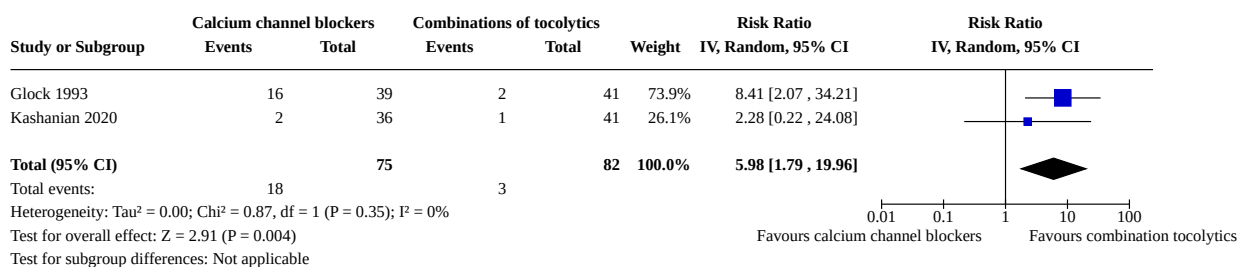 Calcium channel blockers Combinations of tocolytics Risk Ratio Risk Ratio
Study or Subgroup Events Total Events Total Weight IV, Random, 95% CI IV, Random, 95% CI
Glock 1993 16 39 2 41 73.9% 8.41 [2.07 , 34.21]
Kashanian 2020 2 36 1 41 26.1% 2.28 [0.22 , 24.08]
Total (95% CI) 75 82 100.0% 5.98 [1.79 , 19.96]
Total events: 18 3
Heterogeneity: Tau² = 0.00; Chi² = 0.87, df = 1 (P = 0.35); I² = 0%
0.01 0.1 1 10 100
Test for overall effect: Z = 2.91 (P = 0.004) Favours calcium channel blockers Favours combination tocolytics
Test for subgroup differences: Not applicable